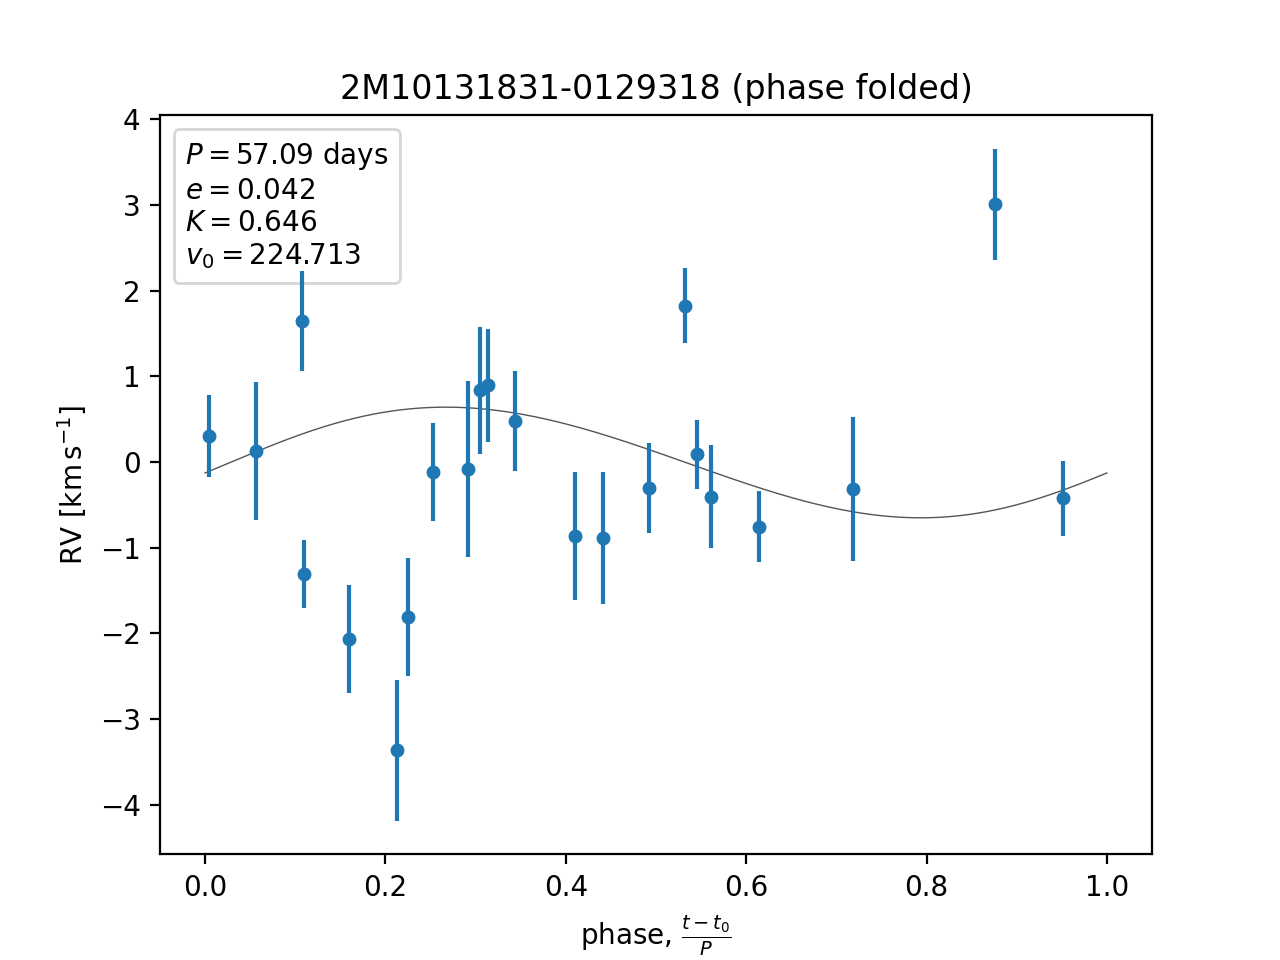 2M10131831-0129318 (phase folded)
P = 57.09 days
e = 0.042
K = 0.646
v₀ = 224.713
4
3
2
1
0
−1
−2
−3
−4
RV [km s⁻¹]
0.0 0.2 0.4 0.6 0.8 1.0
phase, (t − t₀)/P